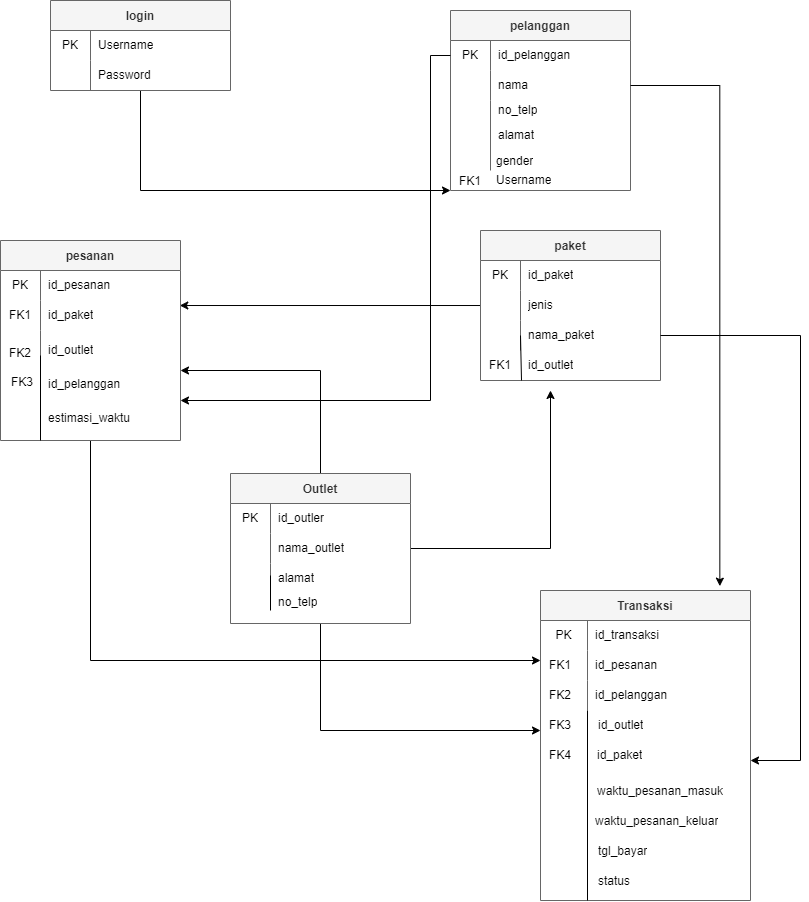 login
PK Username
Password
pelanggan
PK id_pelanggan
nama
no_telp
alamat
gender
FK1 Username
pesanan
PK id_pesanan
FK1 id_paket
FK2 id_outlet
FK3 id_pelanggan
estimasi_waktu
paket
PK id_paket
jenis
nama_paket
FK1 id_outlet
Outlet
PK id_outler
nama_outlet
alamat
no_telp
Transaksi
PK id_transaksi
FK1 id_pesanan
FK2 id_pelanggan
FK3 id_outlet
FK4 id_paket
waktu_pesanan_masuk
waktu_pesanan_keluar
tgl_bayar
status